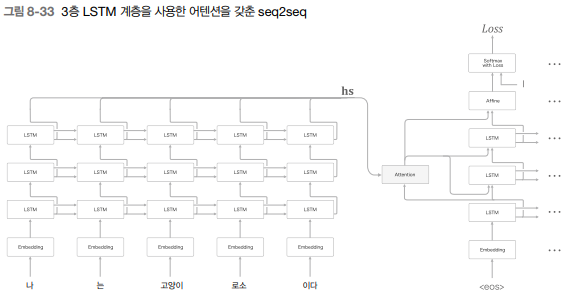 그림 8-33 3층 LSTM 계층을 사용한 어텐션을 갖춘 seq2seq
Loss
Softmax
with Loss
...
I
hs
Affine
...
LSTM LSTM LSTM LSTM LSTM LSTM ...
LSTM LSTM LSTM LSTM LSTM Attention LSTM ...
LSTM LSTM LSTM LSTM LSTM LSTM ...
Embedding Embedding Embedding Embedding Embedding Embedding ...
나 는 고양이 로소 이다 <eos>